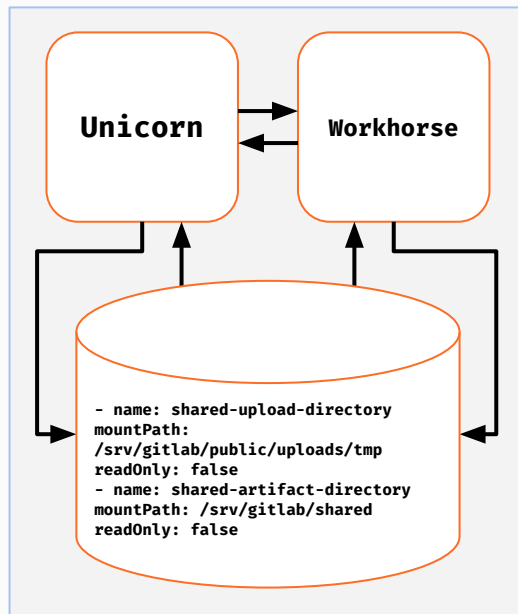 Unicorn
Workhorse
- name: shared-upload-directory
mountPath:
/srv/gitlab/public/uploads/tmp
readOnly: false
- name: shared-artifact-directory
mountPath: /srv/gitlab/shared
readOnly: false